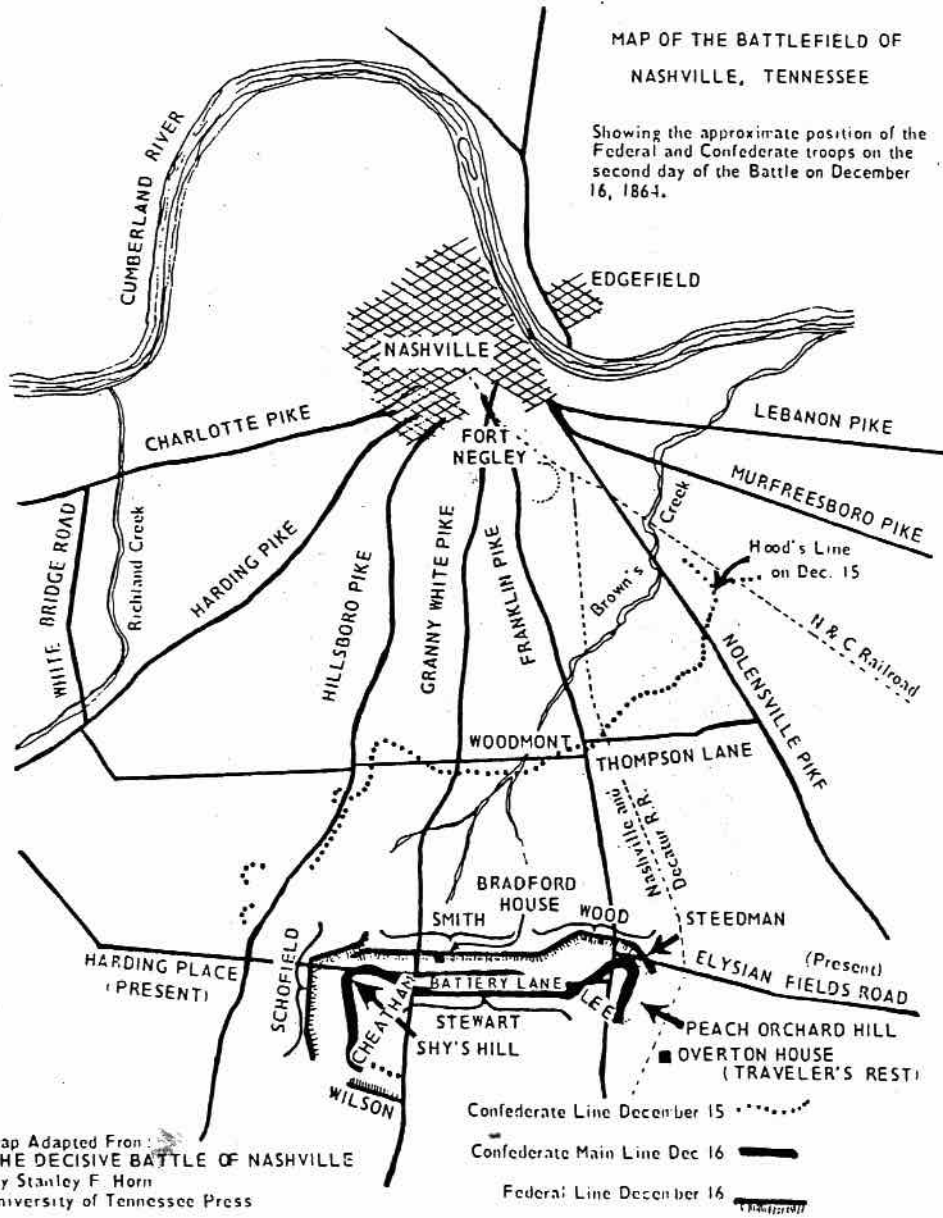 MAP OF THE BATTLEFIELD OF
NASHVILLE, TENNESSEE
Showing the approximate position of the
Federal and Confederate troops on the
second day of the Battle on December
16, 1864.
CUMBERLAND RIVER
EDGEFIELD
NASHVILLE
CHARLOTTE PIKE
LEBANON PIKE
FORT
NEGLEY
MURFREESBORO PIKE
WHITE BRIDGE ROAD
Richland Creek
HARDING PIKE
HILLSBORO PIKE
GRANNY WHITE PIKE
FRANKLIN PIKE
Brown's Creek
Hood's Line
on Dec. 15
N & C Railroad
NOLENSVILLE PIKE
WOODMONT
THOMPSON LANE
Nashville and
Decatur R.R.
BRADFORD
HOUSE
SMITH
WOOD
STEEDMAN
SCHOFIELD
HARDING PLACE
(PRESENT)
(Present)
ELYSIAN FIELDS ROAD
BATTERY LANE
CHEATHAM
LEE
STEWART
SHY'S HILL
PEACH ORCHARD HILL
OVERTON HOUSE
(TRAVELER'S REST)
WILSON
Confederate Line December 15
Confederate Main Line Dec 16
Federal Line December 16
ap Adapted From:
HE DECISIVE BATTLE OF NASHVILLE
y Stanley F. Horn
niversity of Tennessee Press